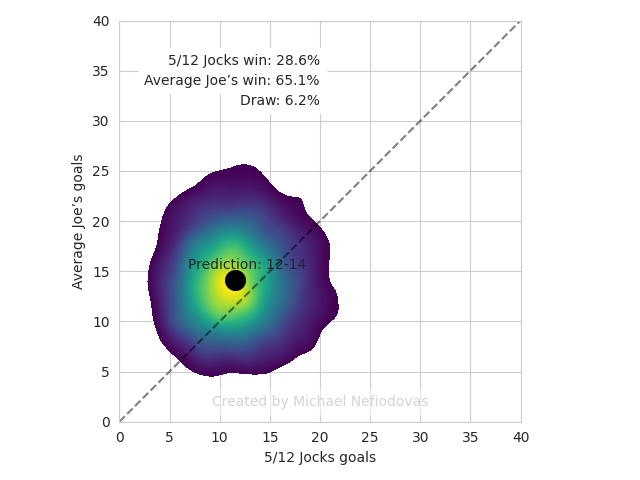 5/12 Jocks win: 28.6%
Average Joe’s win: 65.1%
Draw: 6.2%
Prediction: 12-14
Created by Michael Nefiodovas
Average Joe’s goals
40
35
30
25
20
15
10
5
0
0 5 10 15 20 25 30 35 40
5/12 Jocks goals